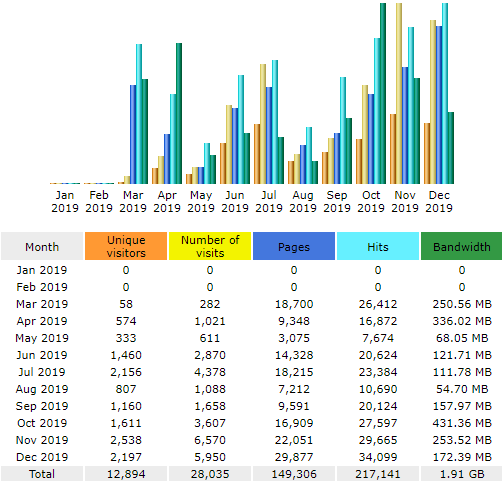 Jan Feb Mar Apr May Jun Jul Aug Sep Oct Nov Dec
2019 2019 2019 2019 2019 2019 2019 2019 2019 2019 2019 2019
Month Unique visitors Number of visits Pages Hits Bandwidth
Jan 2019 0 0 0 0 0
Feb 2019 0 0 0 0 0
Mar 2019 58 282 18,700 26,412 250.56 MB
Apr 2019 574 1,021 9,348 16,872 336.02 MB
May 2019 333 611 3,075 7,674 68.05 MB
Jun 2019 1,460 2,870 14,328 20,624 121.71 MB
Jul 2019 2,156 4,378 18,215 23,384 111.78 MB
Aug 2019 807 1,088 7,212 10,690 54.70 MB
Sep 2019 1,160 1,658 9,591 20,124 157.97 MB
Oct 2019 1,611 3,607 16,909 27,597 431.36 MB
Nov 2019 2,538 6,570 22,051 29,665 253.52 MB
Dec 2019 2,197 5,950 29,877 34,099 172.39 MB
Total 12,894 28,035 149,306 217,141 1.91 GB